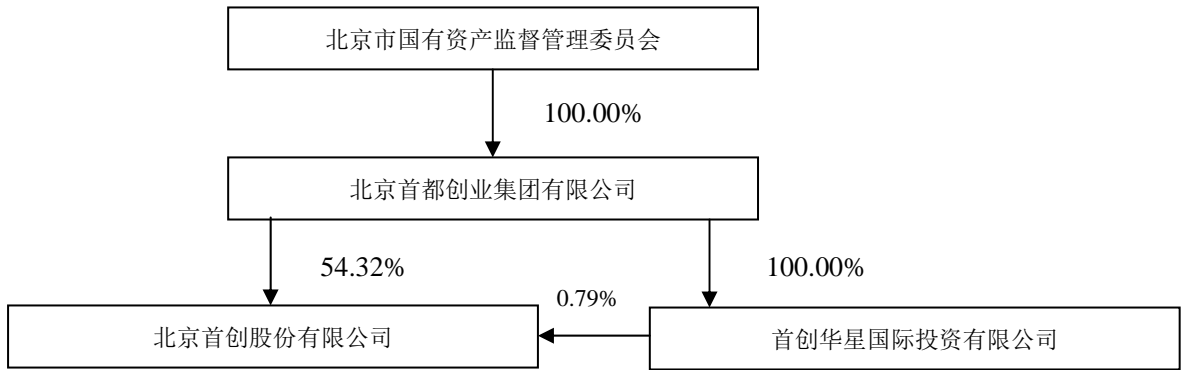 北京市国有资产监督管理委员会
100.00%
北京首都创业集团有限公司
54.32%
100.00%
0.79%
北京首创股份有限公司
首创华星国际投资有限公司